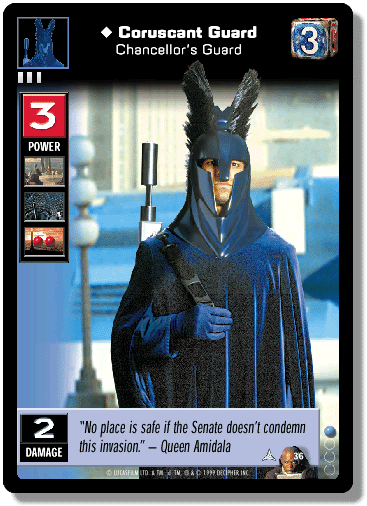 ◆ Coruscant Guard
Chancellor's Guard
3
3
POWER
2
DAMAGE
"No place is safe if the Senate doesn't condemn
this invasion." – Queen Amidala
36
© LUCASFILM LTD. & TM. © TM, ® & © 1999 DECIPHER INC.